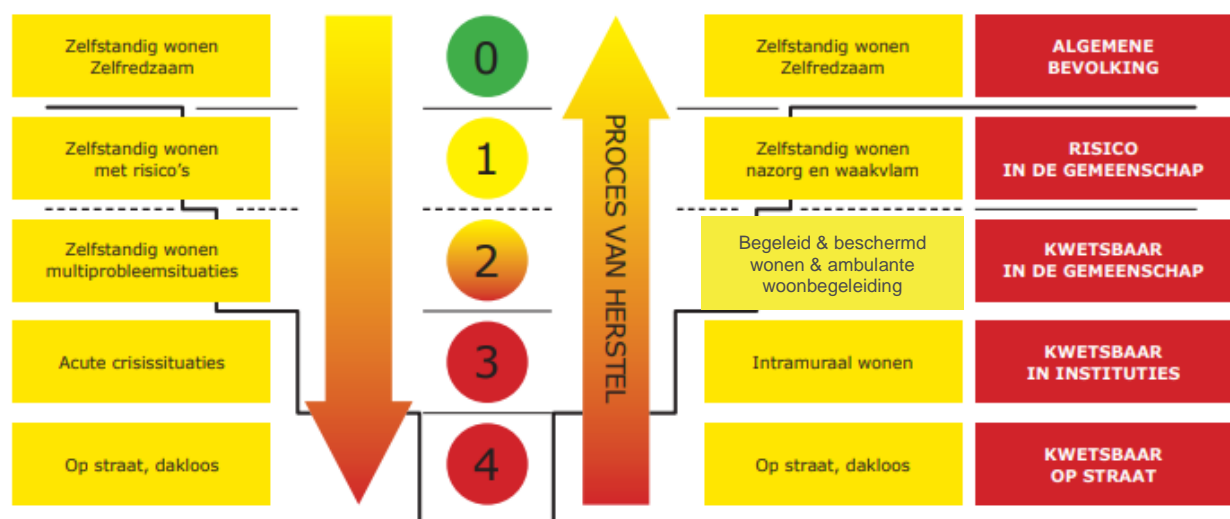 Zelfstandig wonen
Zelfredzaam
0
Zelfstandig wonen
Zelfredzaam
ALGEMENE
BEVOLKING
Zelfstandig wonen
met risico's
1
PROCES VAN HERSTEL
Zelfstandig wonen
nazorg en waakvlam
RISICO
IN DE GEMEENSCHAP
Zelfstandig wonen
multiprobleemsituaties
2
Begeleid & beschermd
wonen & ambulante
woonbegeleiding
KWETSBAAR
IN DE GEMEENSCHAP
Acute crisissituaties
3
Intramuraal wonen
KWETSBAAR
IN INSTITUTIES
Op straat, dakloos
4
Op straat, dakloos
KWETSBAAR
OP STRAAT